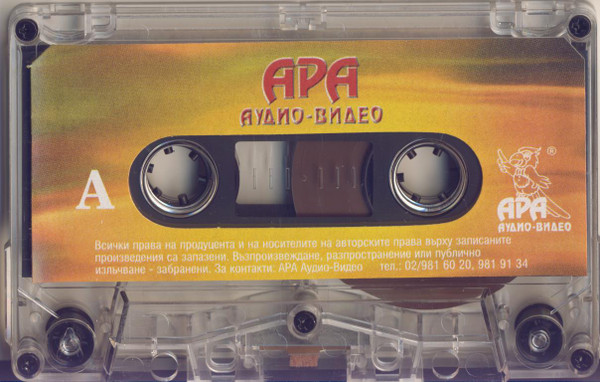 АРА
АУДИО-ВИДЕО
A
®
АРА
АУДИО-ВИДЕО
Всички права на продуцента и на носителите на авторските права върху записаните
произведения са запазени. Възпроизвеждане, разпространение или публично
излъчване - забранени. За контакти: АРА Аудио-Видео тел.: 02/981 60 20, 981 91 34